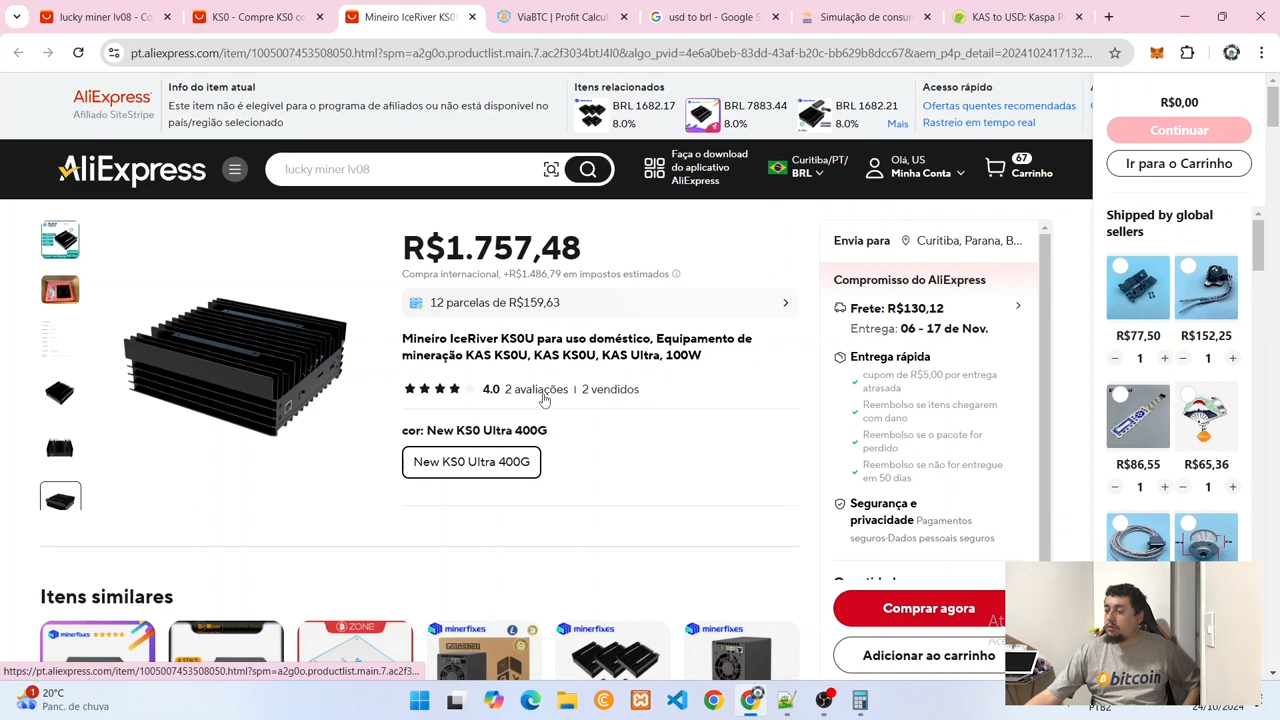 lucky miner lv08 - Co
KS0 - Compre KS0 co
Mineiro IceRiver KS0U
ViaBTC | Profit Calcul
usd to brl - Google S
Simulação de consum
KAS to USD: Kaspa P
pt.aliexpress.com/item/1005007453508050.html?spm=a2g0o.productlist.main.7.ac2f3034btJ4I0&algo_pvid=4e6a0beb-83dd-43af-b20c-bb629b8dcc67&aem_p4p_detail=2024102417132...
AliExpress
Afiliado SiteStripe
Info do item atual
Este item não é elegível para o programa de afiliados ou não está disponível no
país/região selecionado
Itens relacionados
BRL 1682.17
8.0%
BRL 7883.44
8.0%
BRL 1682.21
8.0%
Mais
Acesso rápido
Ofertas quentes recomendadas
Rastreio em tempo real
AliExpress
lucky miner lv08
Faça o download
do aplicativo
AliExpress
Curitiba/PT/
BRL
Olá, US
Minha Conta
67
Carrinho
R$1.757,48
Compra internacional, +R$1.486,79 em impostos estimados
12 parcelas de R$159,63
Mineiro IceRiver KS0U para uso doméstico, Equipamento de
mineração KAS KS0U, KAS KS0U, KAS Ultra, 100W
4.0 2 avaliações | 2 vendidos
cor: New KS0 Ultra 400G
New KS0 Ultra 400G
Itens similares
minerfixes
ZONE
minerfixes
minerfixes
Envia para
Curitiba, Parana, B...
Compromisso do AliExpress
Frete: R$130,12
Entrega: 06 - 17 de Nov.
Entrega rápida
cupom de R$5,00 por entrega
atrasada
Reembolso se itens chegarem
com dano
Reembolso se o pacote for
perdido
Reembolso se não for entregue
em 50 dias
Segurança e
privacidade Pagamentos
seguros·Dados pessoais seguros
Comprar agora
Adicionar ao carrinho
R$0,00
Continuar
Ir para o Carrinho
Shipped by global
sellers
R$77,50
R$152,25
1
1
R$86,55
R$65,36
1
1
bitcoin
https://pt.aliexpress.com/item/1005007453508050.html?spm=a2g0o.productlist.main.7.ac2f...
1
20°C
Panc. de chuva
PTB2
24/10/2024